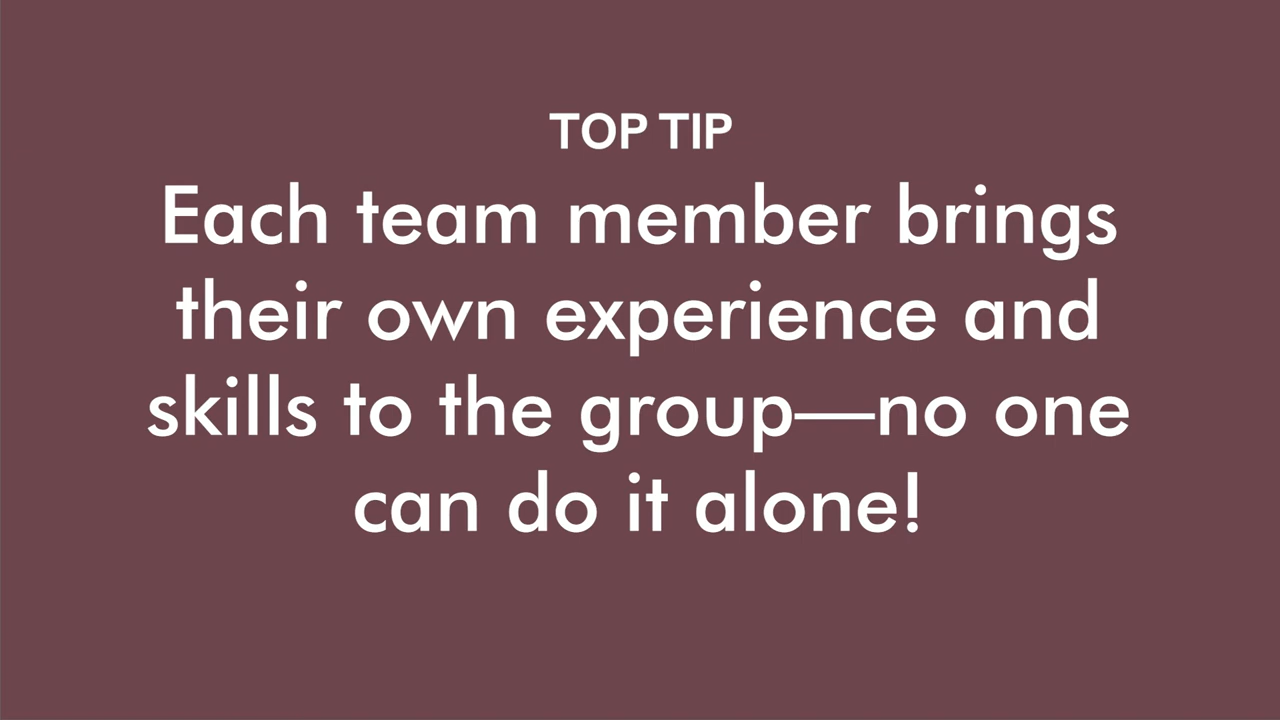 TOP TIP
Each team member brings
their own experience and
skills to the group—no one
can do it alone!